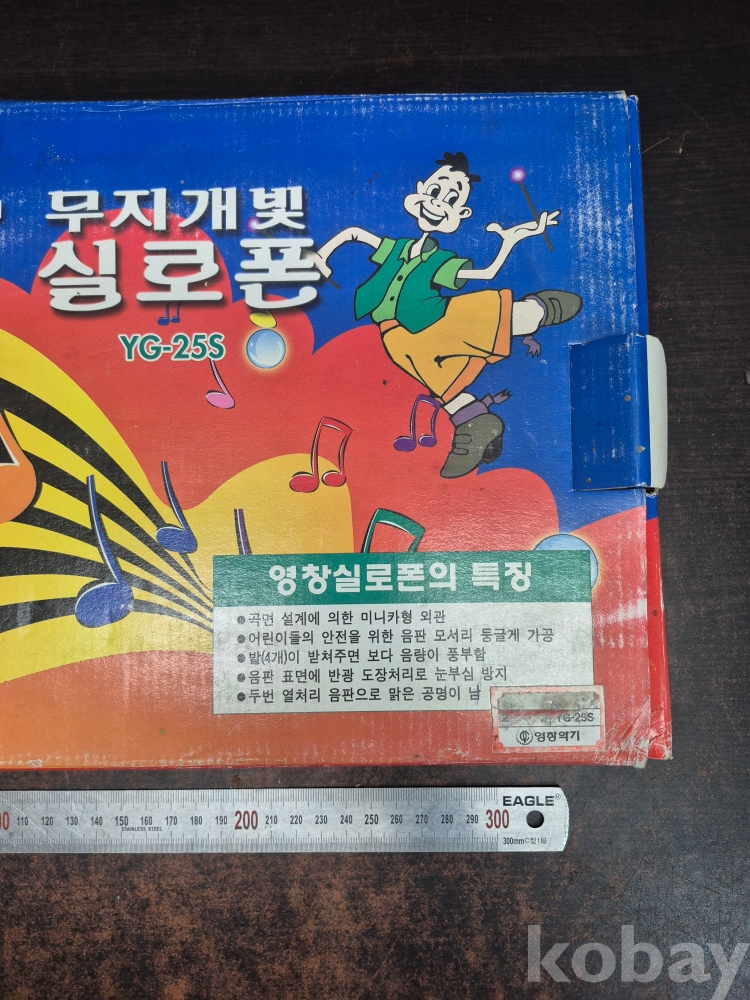 무지개빛
실로폰
YG-25S
영창실로폰의 특징
•곡면 설계에 의한 미니카형 외관
•어린이들의 안전을 위한 음판 모서리 둥글게 가공
•발(4개)이 받쳐주면 보다 음량이 풍부함
•음판 표면에 반광 도장처리로 눈부심 방지
•두번 열처리 음판으로 맑은 공명이 남
YG-25S
영창악기
110 120 130 140 150 160 170 180 190 200 210 220 230 240 250 260 270 280 290 300
STAINLESS STEEL
EAGLE®
300mm C형1급
kobay